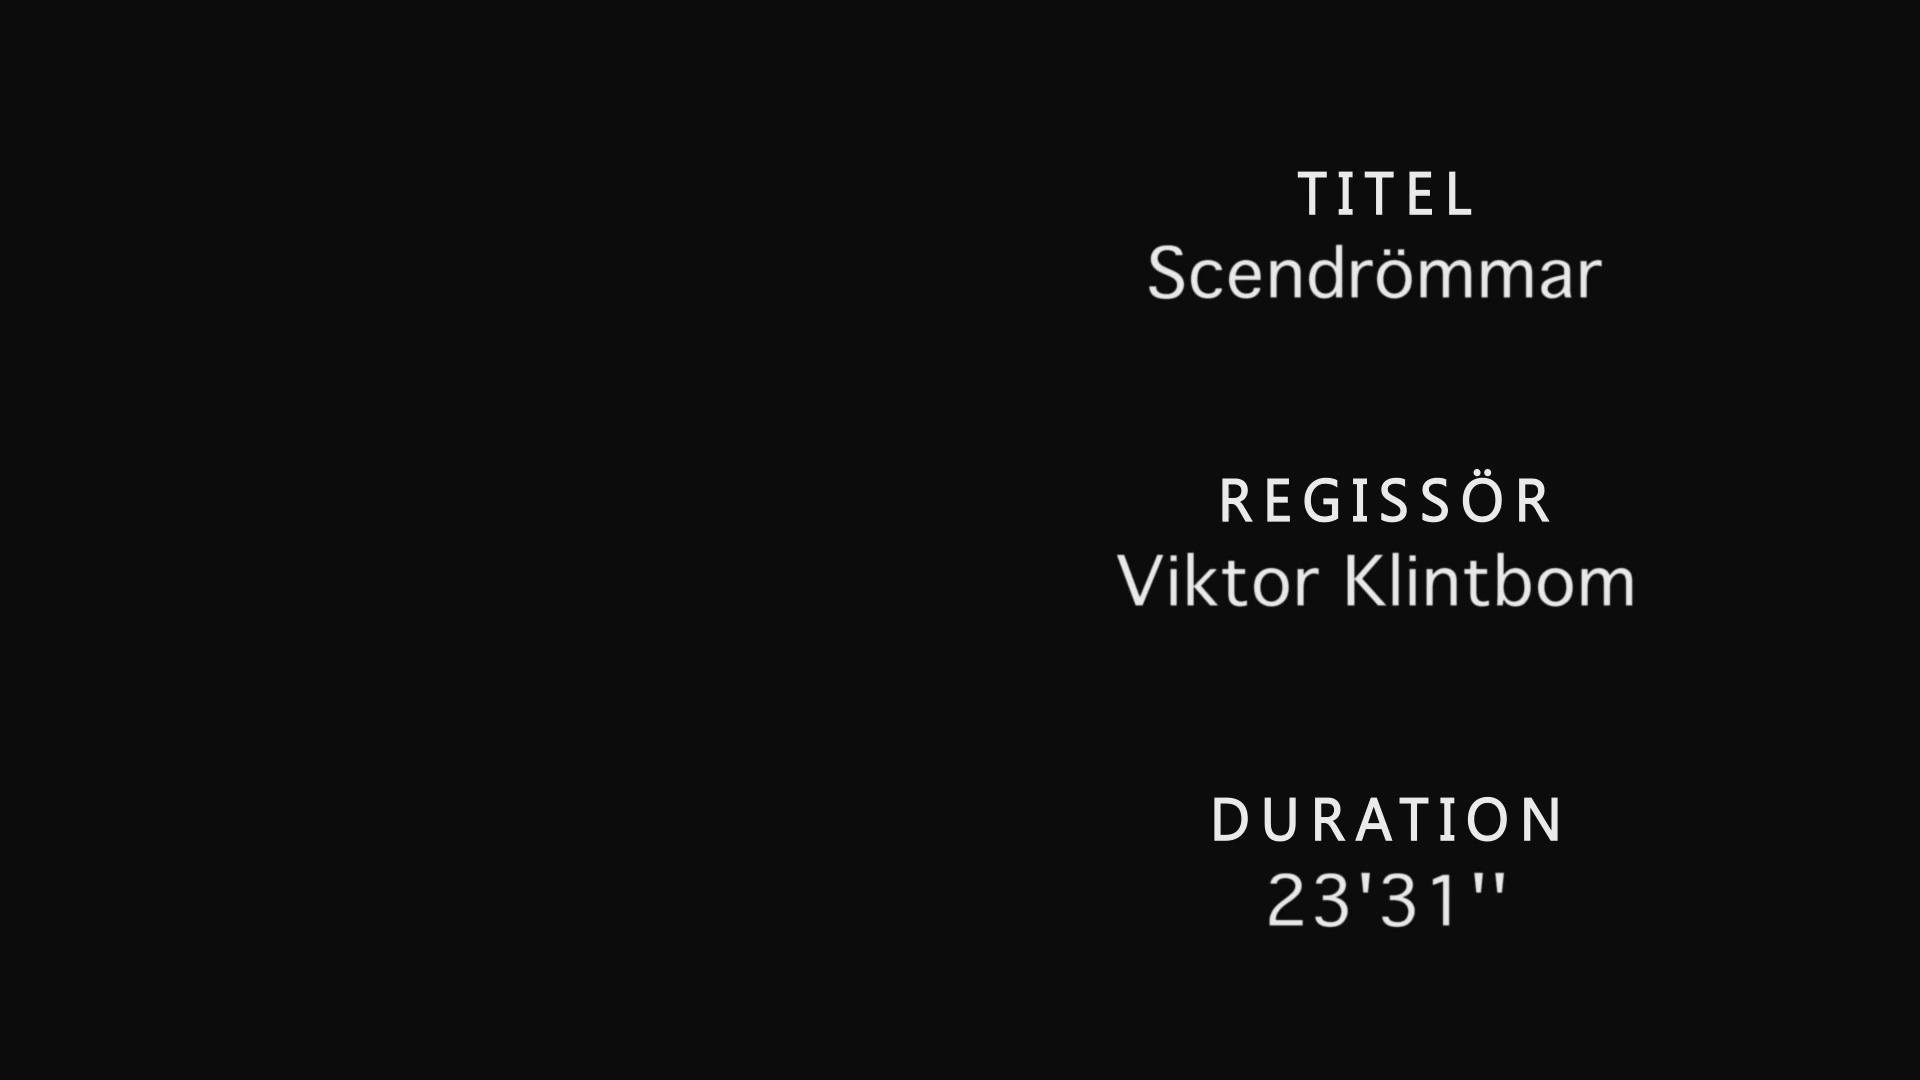 TITEL
Scendrömmar
REGISSÖR
Viktor Klintbom
DURATION
23'31''